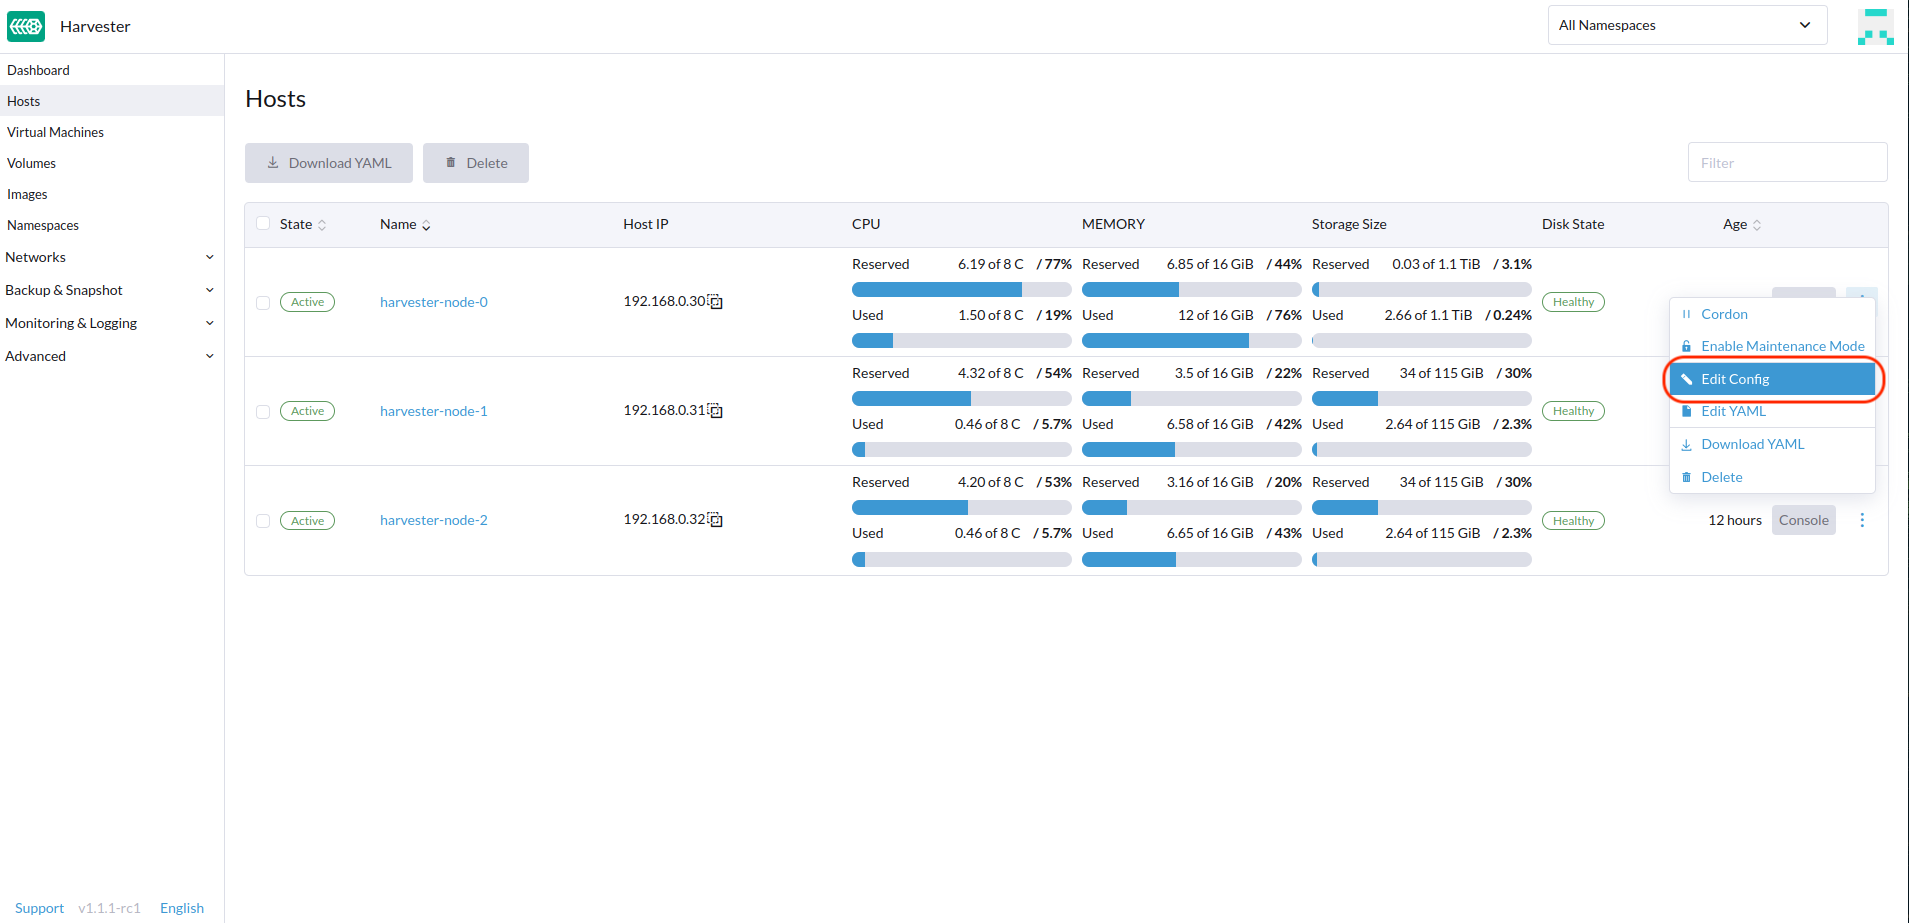 Harvester
All Namespaces
Dashboard
Hosts
Virtual Machines
Volumes
Images
Namespaces
Networks
Backup & Snapshot
Monitoring & Logging
Advanced
Hosts
Download YAML Delete
Filter
State Name Host IP CPU MEMORY Storage Size Disk State Age
Reserved 6.19 of 8 C / 77% Reserved 6.85 of 16 GiB / 44% Reserved 0.03 of 1.1 TiB / 3.1%
Active harvester-node-0 192.168.0.30 Healthy
Used 1.50 of 8 C / 19% Used 12 of 16 GiB / 76% Used 2.66 of 1.1 TiB / 0.24%
Reserved 4.32 of 8 C / 54% Reserved 3.5 of 16 GiB / 22% Reserved 34 of 115 GiB / 30%
Active harvester-node-1 192.168.0.31 Healthy
Used 0.46 of 8 C / 5.7% Used 6.58 of 16 GiB / 42% Used 2.64 of 115 GiB / 2.3%
Reserved 4.20 of 8 C / 53% Reserved 3.16 of 16 GiB / 20% Reserved 34 of 115 GiB / 30%
Active harvester-node-2 192.168.0.32 Healthy 12 hours Console
Used 0.46 of 8 C / 5.7% Used 6.65 of 16 GiB / 43% Used 2.64 of 115 GiB / 2.3%
Cordon
Enable Maintenance Mode
Edit Config
Edit YAML
Download YAML
Delete
Support v1.1.1-rc1 English